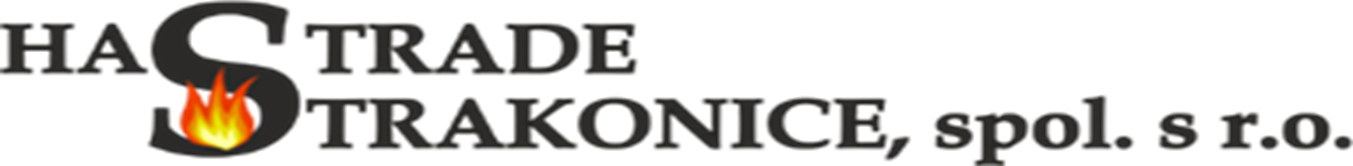 HASTRADE
STRAKONICE, spol. s r.o.